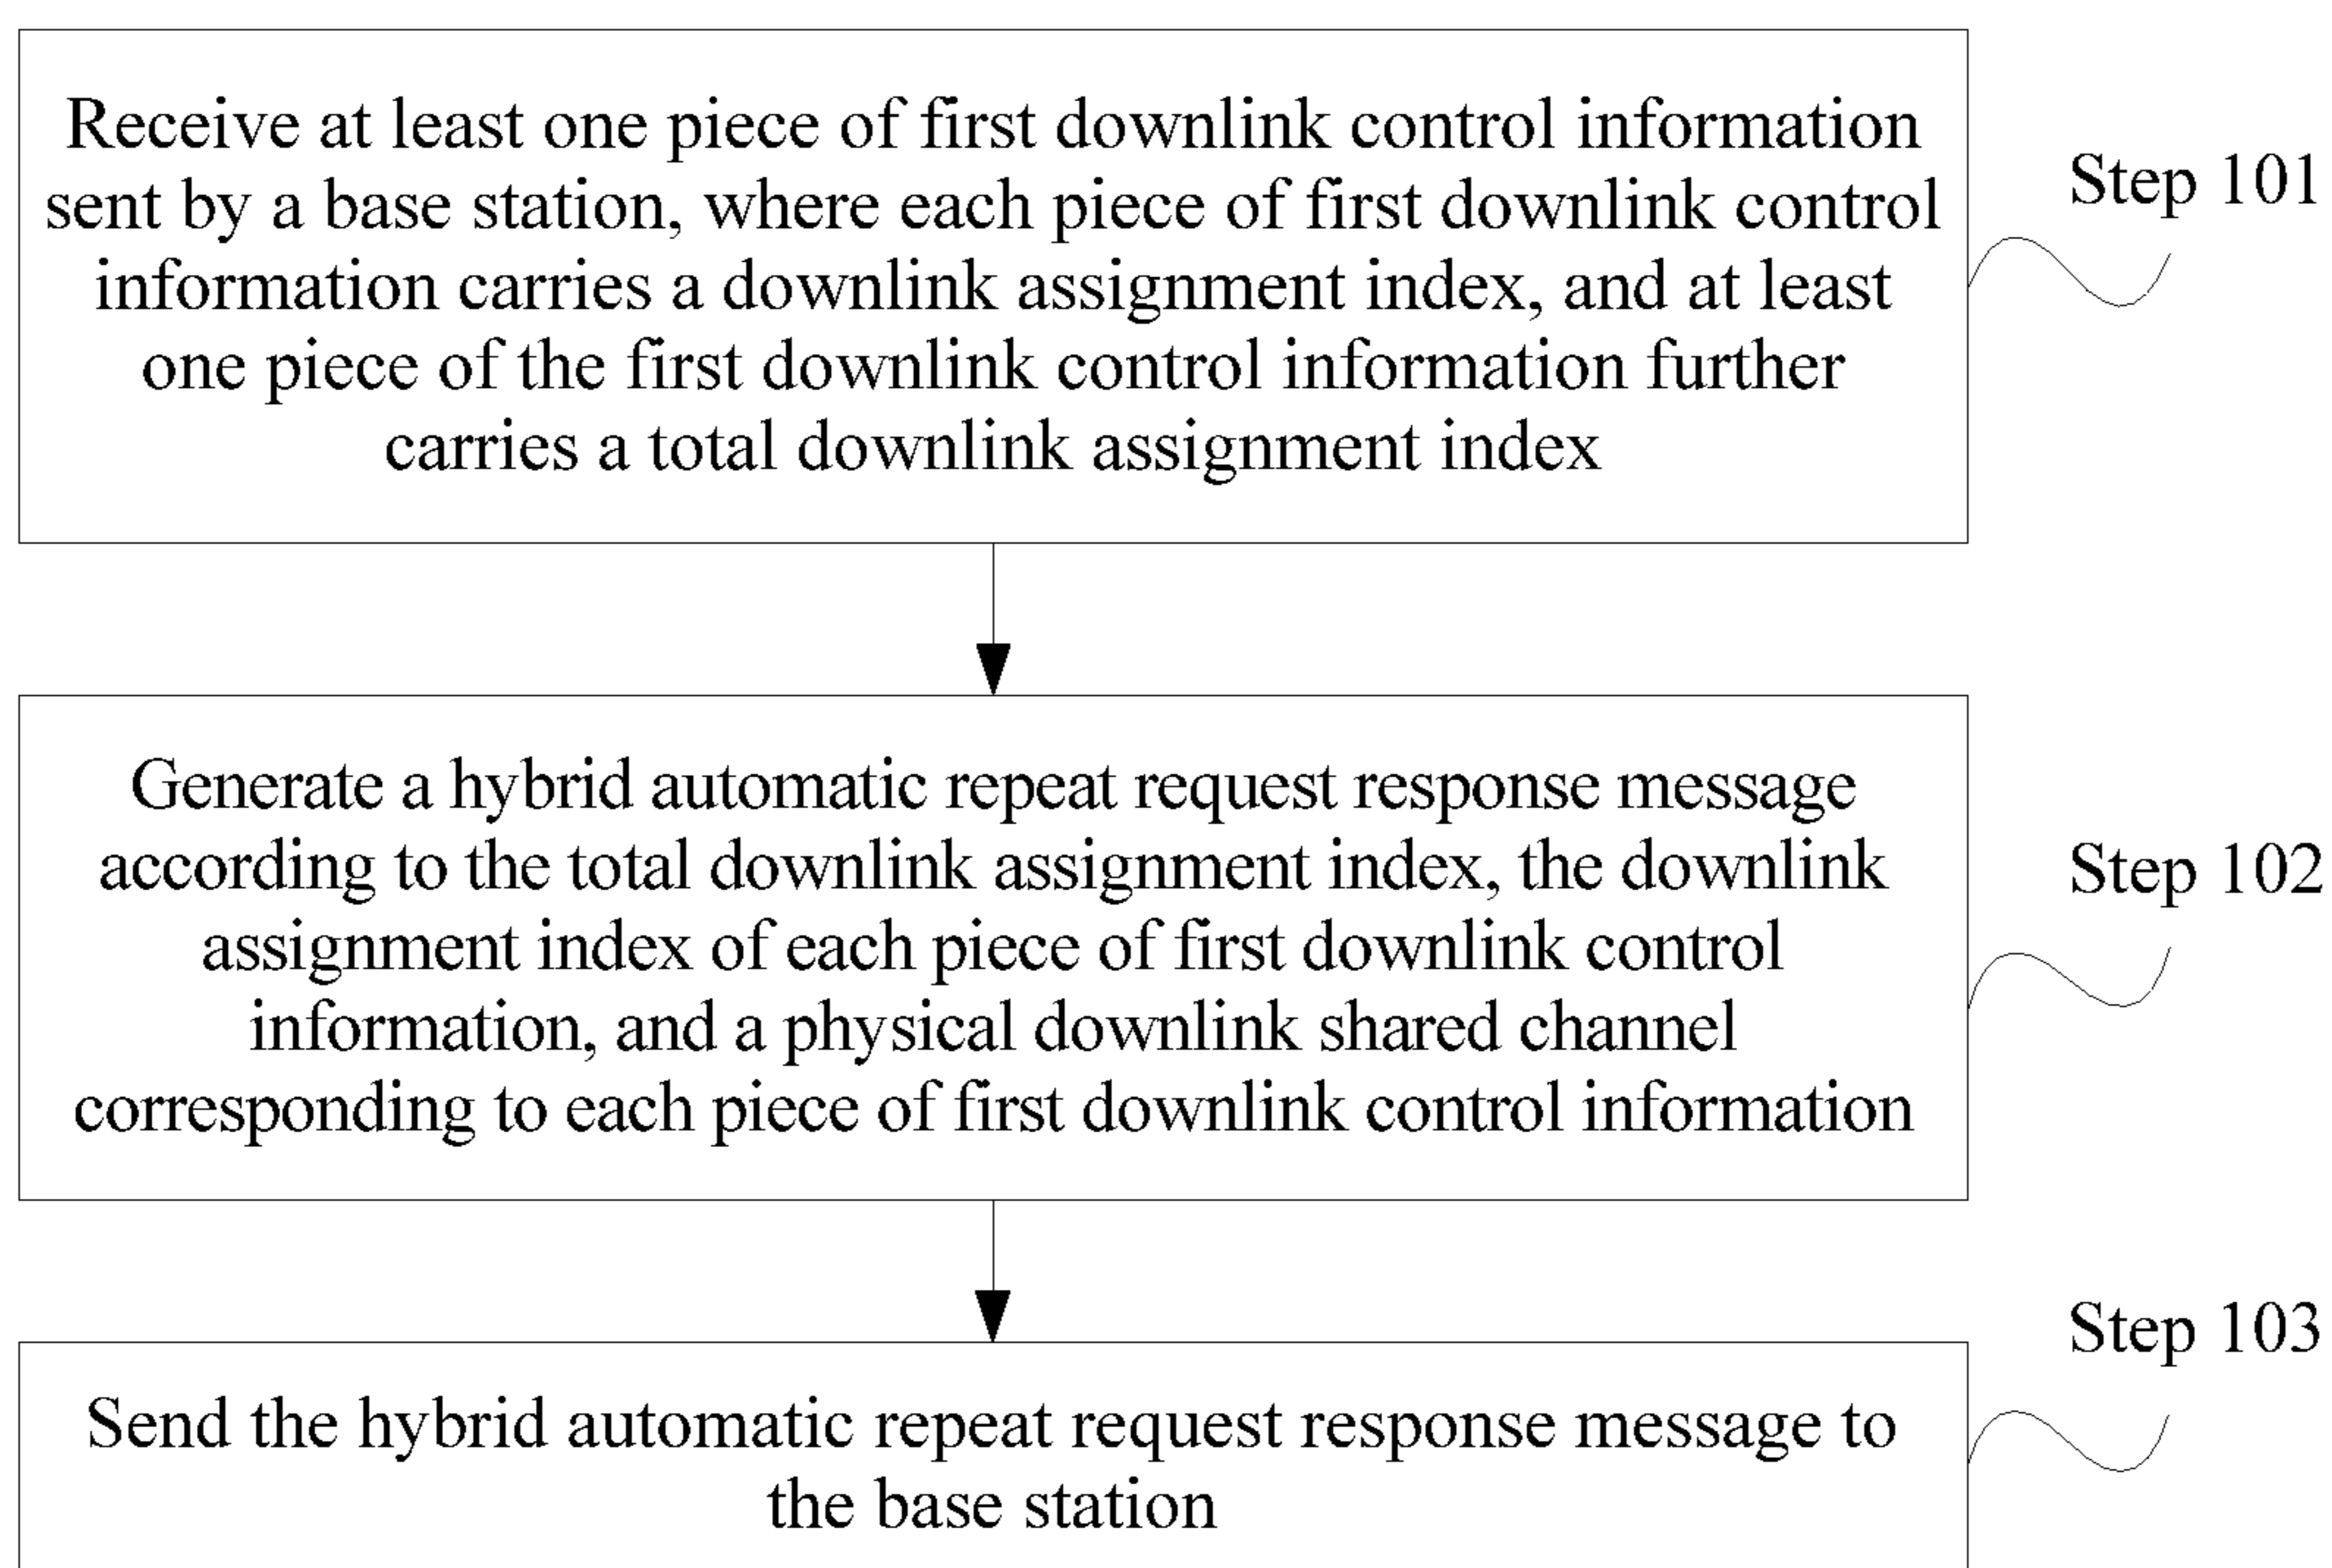 Receive at least one piece of first downlink control information
sent by a base station, where each piece of first downlink control
information carries a downlink assignment index, and at least
one piece of the first downlink control information further
carries a total downlink assignment index
Step 101
Generate a hybrid automatic repeat request response message
according to the total downlink assignment index, the downlink
assignment index of each piece of first downlink control
information, and a physical downlink shared channel
corresponding to each piece of first downlink control information
Step 102
Step 103
Send the hybrid automatic repeat request response message to
the base station